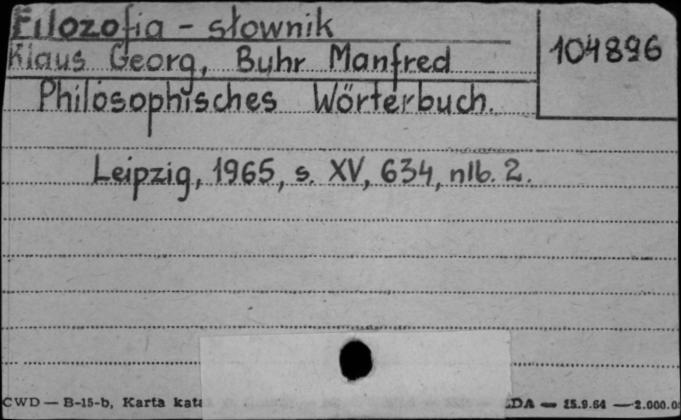 Filozofia - słownik
104896
Klaus Georg, Buhr Manfred
Philosophisches Wörterbuch.
Leipzig, 1965, s. XV, 634, nlb. 2.
CWD — B-15-b, Karta kata
DA — 15.9.64 — 2.000.0